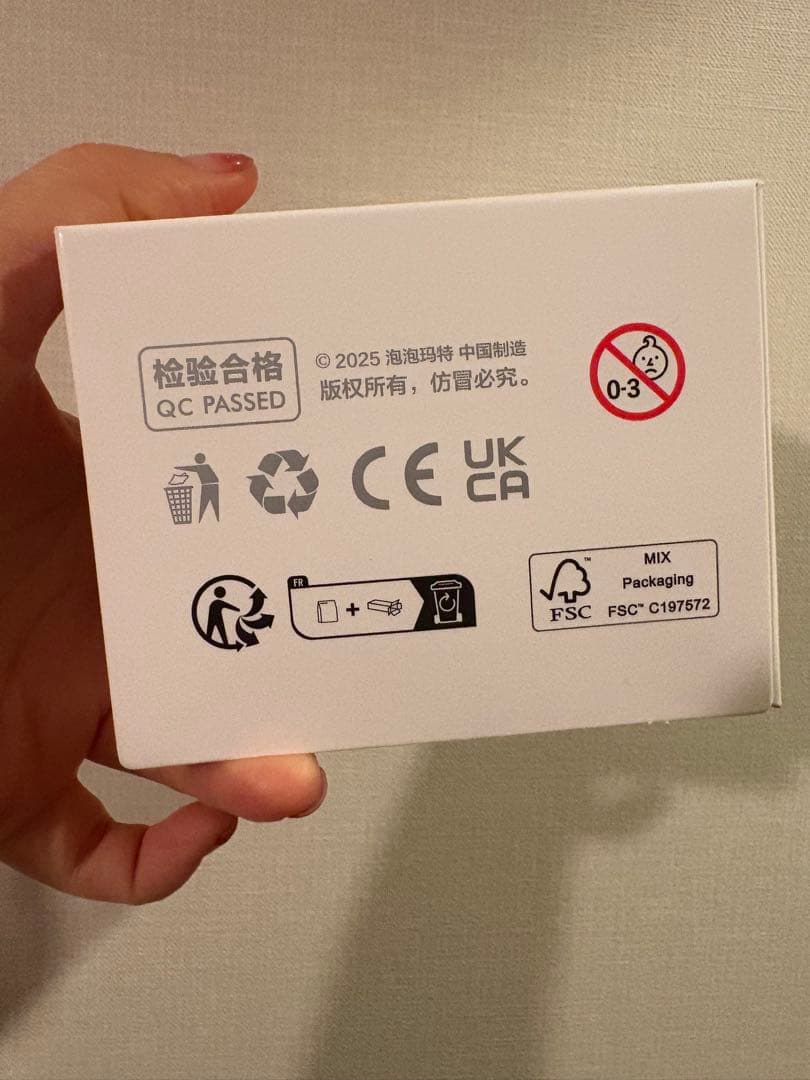 检验合格
QC PASSED
© 2025 泡泡玛特 中国制造
版权所有，仿冒必究。
0-3
CE
UK
CA
FR
+
FSC™
MIX
Packaging
FSC™ C197572